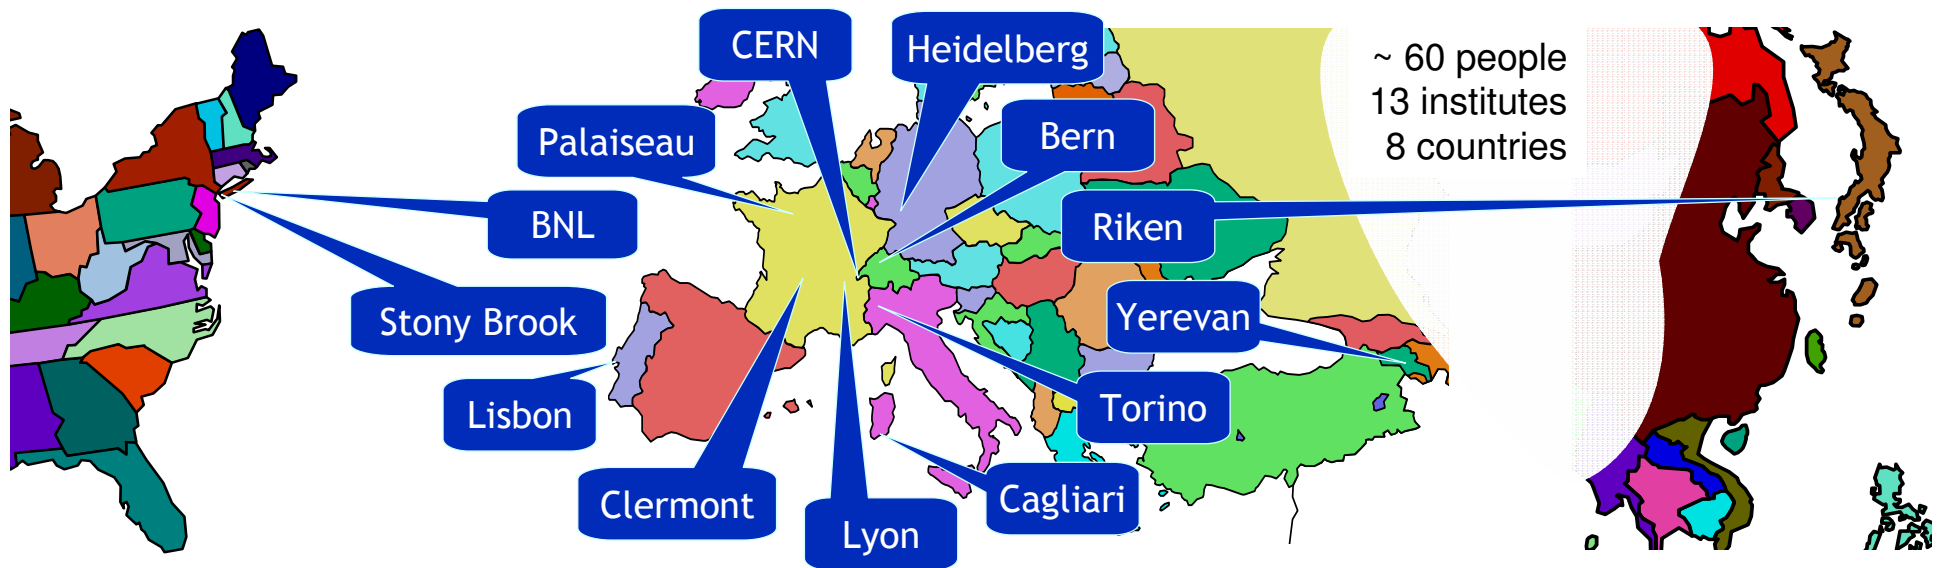 CERN
Heidelberg
~ 60 people
13 institutes
8 countries
Palaiseau
Bern
BNL
Riken
Stony Brook
Yerevan
Lisbon
Torino
Clermont
Cagliari
Lyon